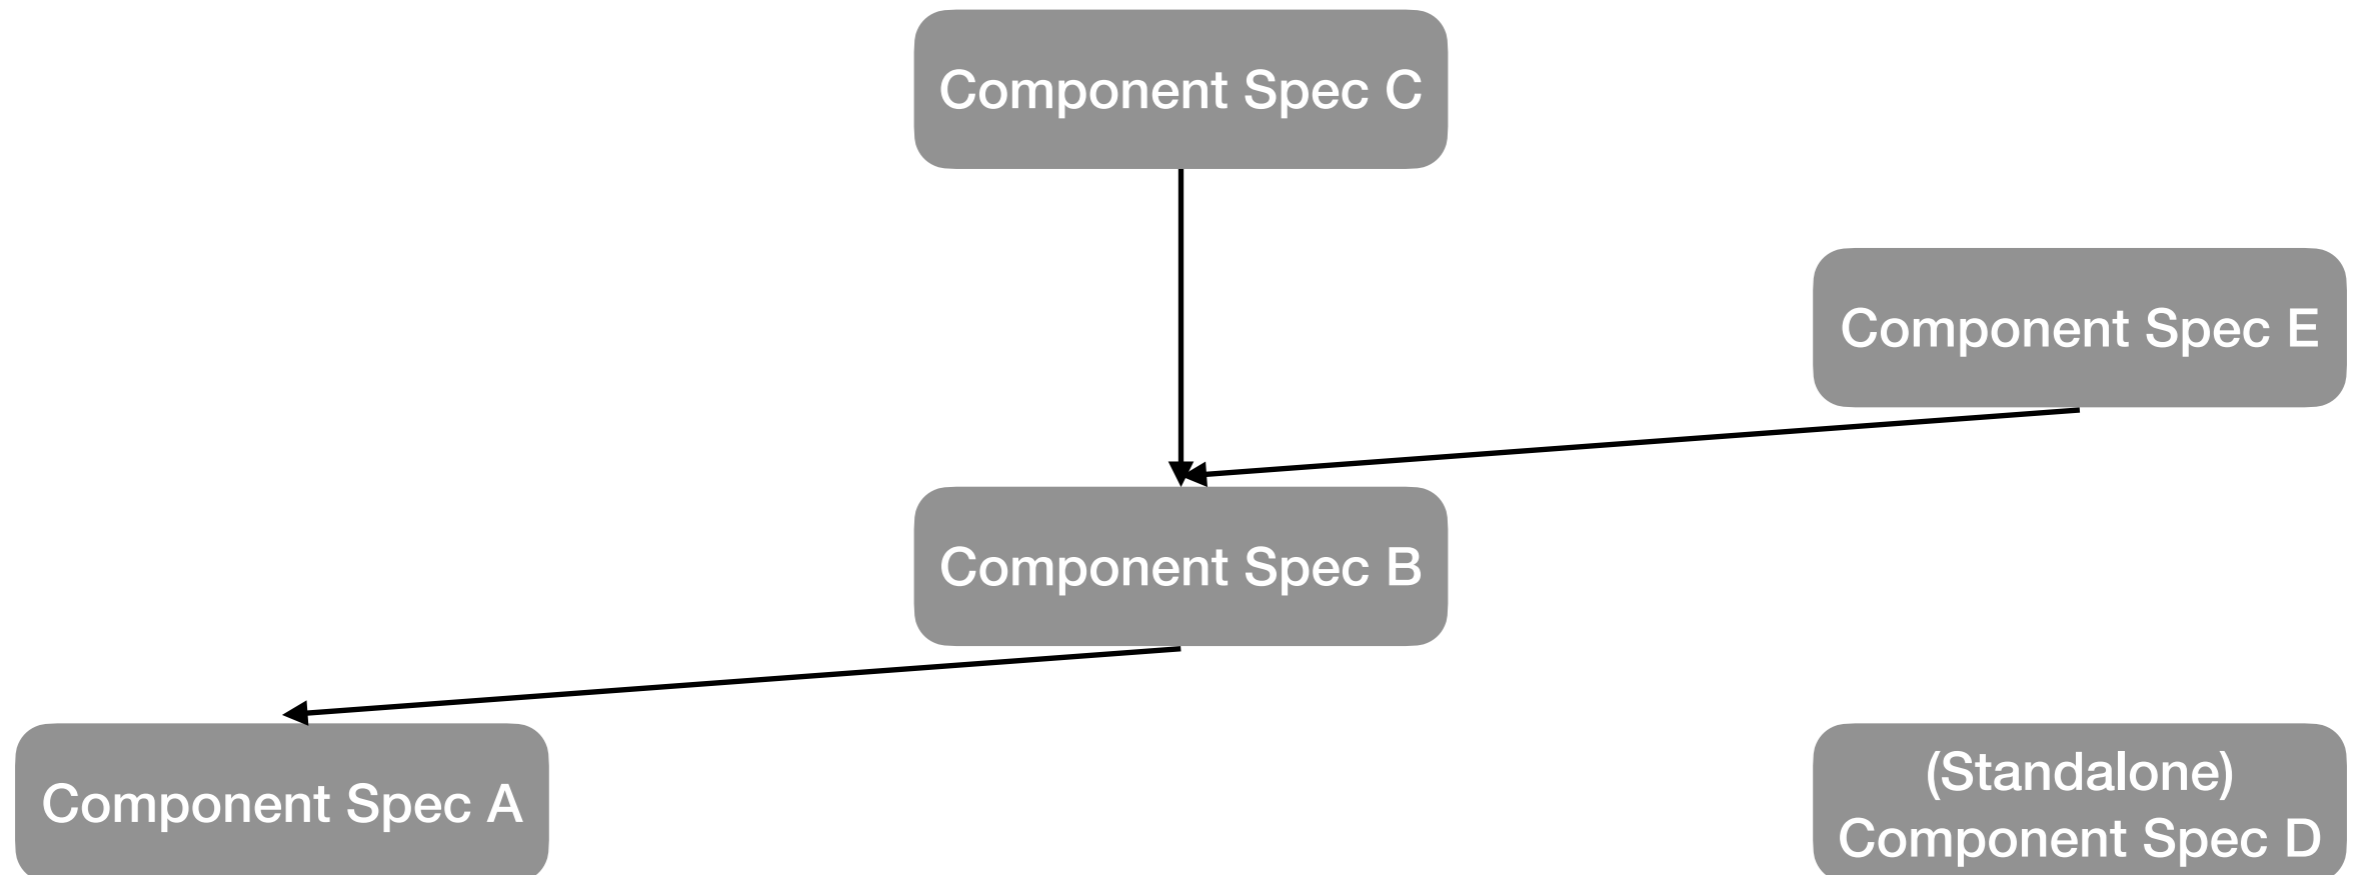 Component Spec C
Component Spec E
Component Spec B
Component Spec A
(Standalone)
Component Spec D